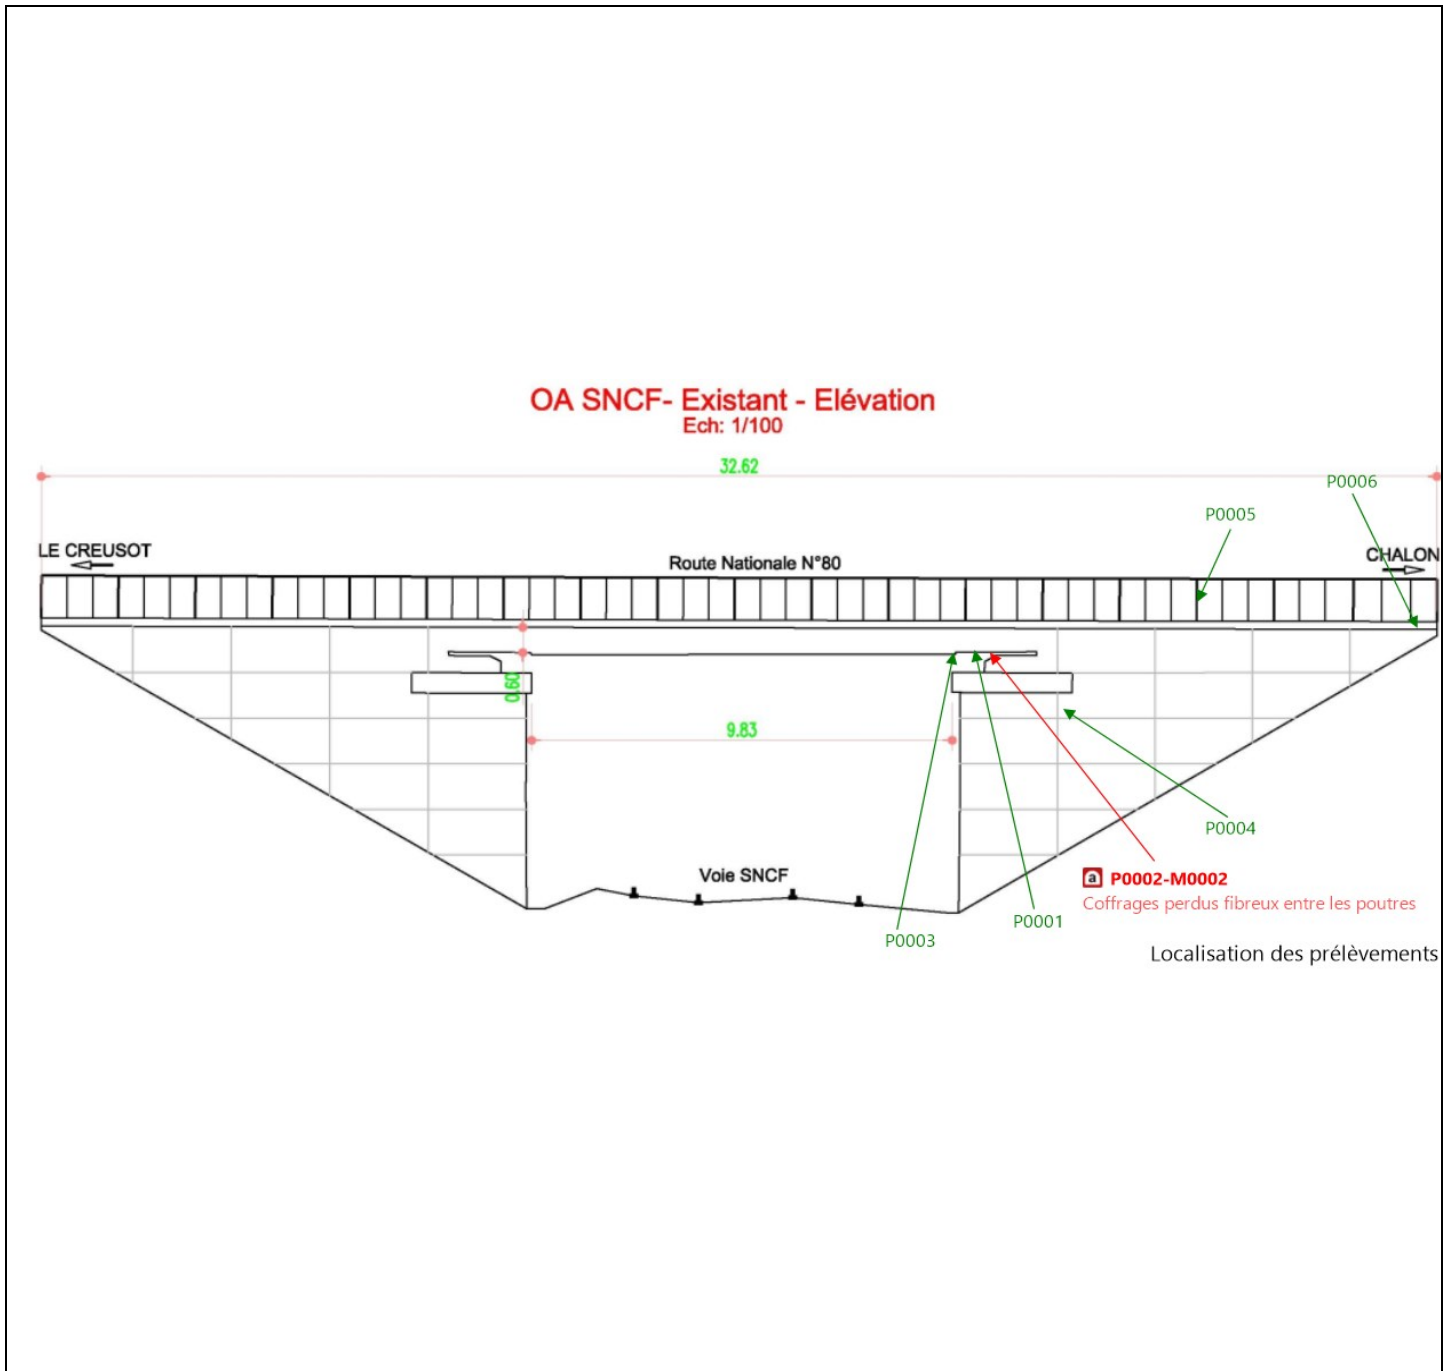 OA SNCF- Existant - Elévation
Ech: 1/100
32.62
P0006
P0005
LE CREUSOT
Route Nationale N°80
CHALON
0.60
9.83
P0004
Voie SNCF
a P0002-M0002
Coffrages perdus fibreux entre les poutres
P0001
P0003
Localisation des prélèvements